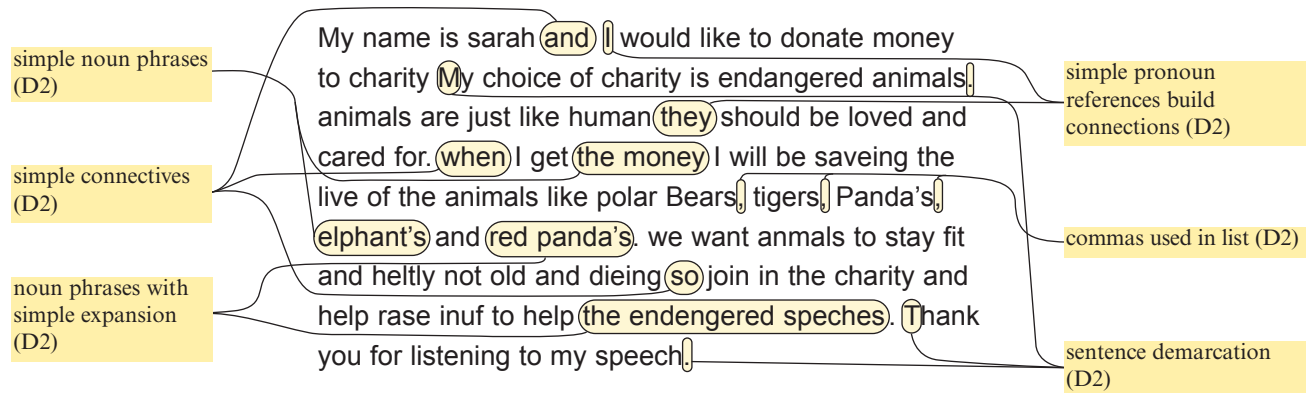 simple noun phrases
(D2)
simple connectives
(D2)
noun phrases with
simple expansion
(D2)
My name is sarah and I would like to donate money
to charity My choice of charity is endangered animals.
animals are just like human they should be loved and
cared for. when I get the money I will be saveing the
live of the animals like polar Bears, tigers, Panda's,
elphant's and red panda's. we want anmals to stay fit
and heltly not old and dieing so join in the charity and
help rase inuf to help the endengered speches. Thank
you for listening to my speech.
simple pronoun
references build
connections (D2)
commas used in list (D2)
sentence demarcation
(D2)